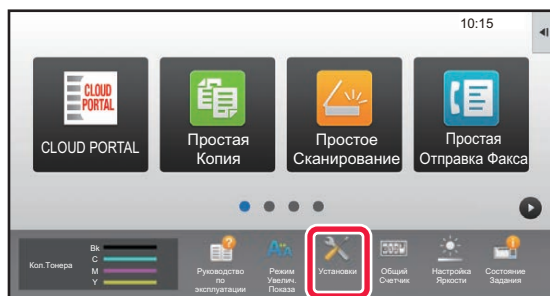 10:15
CLOUD
PORTAL
CLOUD PORTAL
Простая
Копия
Простое
Сканирование
Простая
Отправка Факса
Кол.Тонера
Bk
C
M
Y
Руководство
по
эксплуатации
Режим
Увелич.
Показа
Установки
Общий
Счетчик
Настройка
Яркости
Состояние
Задания